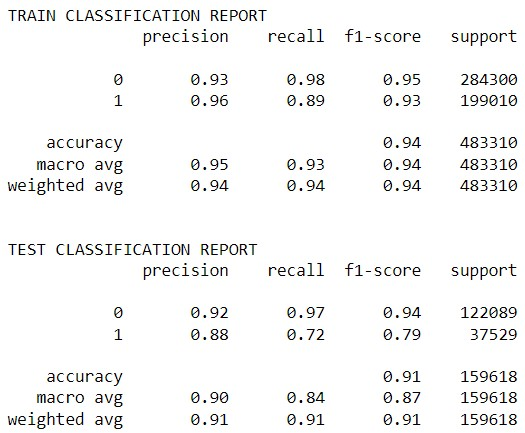 TRAIN CLASSIFICATION REPORT
precision recall f1-score support
0 0.93 0.98 0.95 284300
1 0.96 0.89 0.93 199010
accuracy 0.94 483310
macro avg 0.95 0.93 0.94 483310
weighted avg 0.94 0.94 0.94 483310
TEST CLASSIFICATION REPORT
precision recall f1-score support
0 0.92 0.97 0.94 122089
1 0.88 0.72 0.79 37529
accuracy 0.91 159618
macro avg 0.90 0.84 0.87 159618
weighted avg 0.91 0.91 0.91 159618